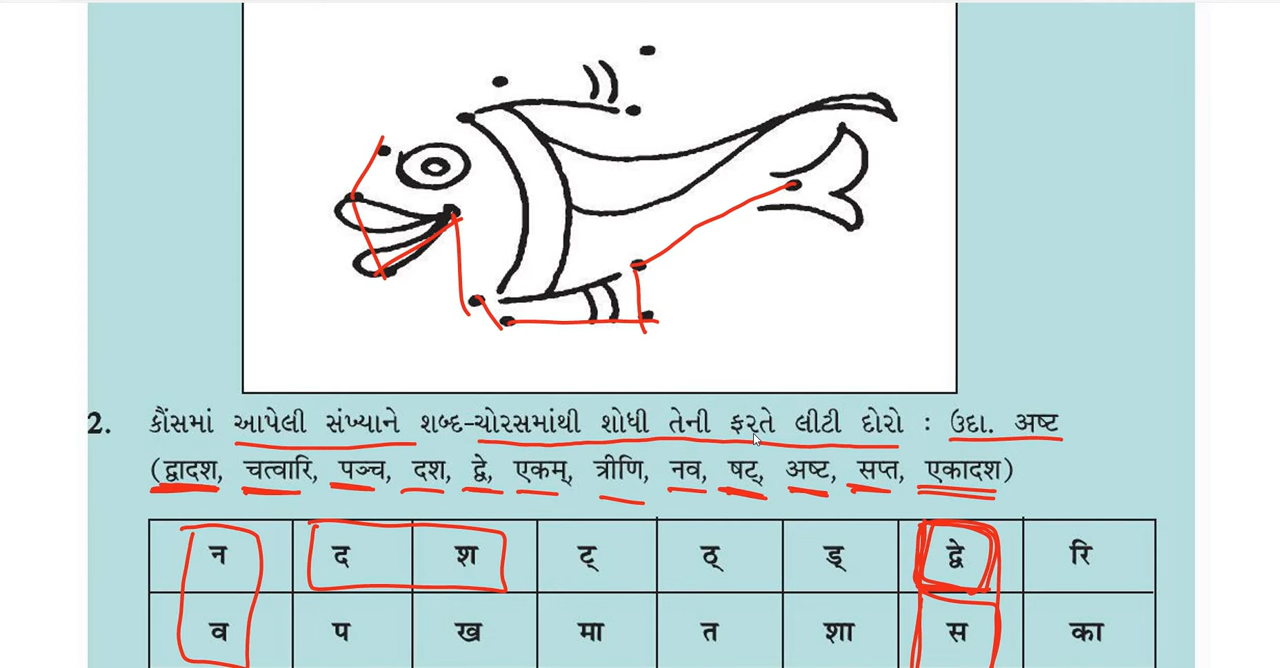 2. કૌંસમાં આપેલી સંખ્યાને શબ્દ-ચોરસમાંથી શોધી તેની ફરતે લીટી દોરો : ઉદા. अष्ट
(द्वादश, चत्वारि, पञ्च, दश, द्वे, एकम्, त्रीणि, नव, षट्, अष्ट, सप्त, एकादश)
न द श ट् ठ् ड् द्वे रि
व प ख मा त शा स का